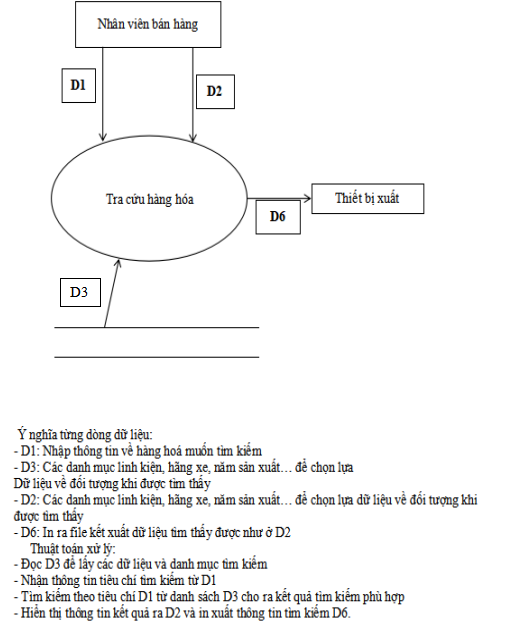 Nhân viên bán hàng
D1
D2
Tra cứu hàng hóa
Thiết bị xuất
D6
D3
Ý nghĩa từng dòng dữ liệu:
- D1: Nhập thông tin về hàng hoá muốn tìm kiếm
- D3: Các danh mục linh kiện, hãng xe, năm sản xuất… để chọn lựa
Dữ liệu về đối tượng khi được tìm thấy
- D2: Các danh mục linh kiện, hãng xe, năm sản xuất… để chọn lựa dữ liệu về đối tượng khi
được tìm thấy
- D6: In ra file kết xuất dữ liệu tìm thấy được như ở D2
Thuật toán xử lý:
- Đọc D3 để lấy các dữ liệu và danh mục tìm kiếm
- Nhận thông tin tiêu chí tìm kiếm từ D1
- Tìm kiếm theo tiêu chí D1 từ danh sách D3 cho ra kết quả tìm kiếm phù hợp
- Hiển thị thông tin kết quả ra D2 và in xuất thông tin tìm kiếm D6.